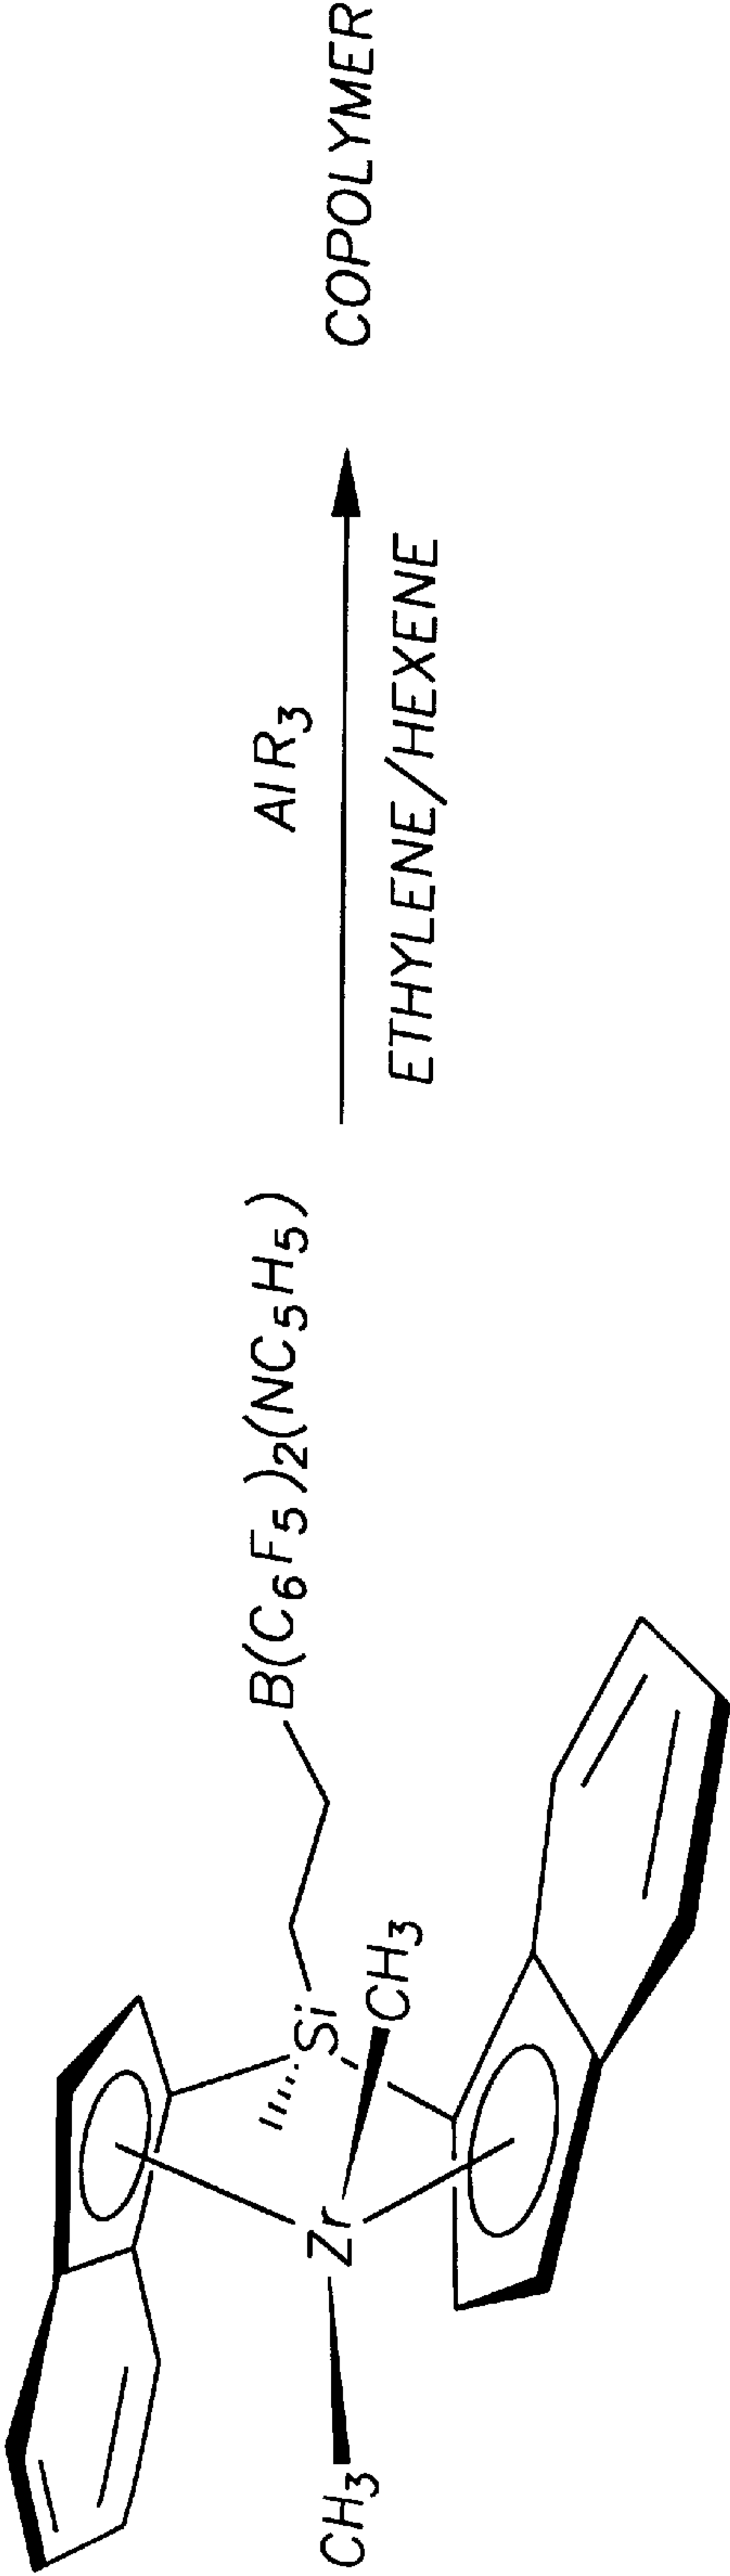 CH3
Zr
CH3
Si
B(C6F5)2(NC5H5)
AlR3
ETHYLENE/HEXENE
COPOLYMER